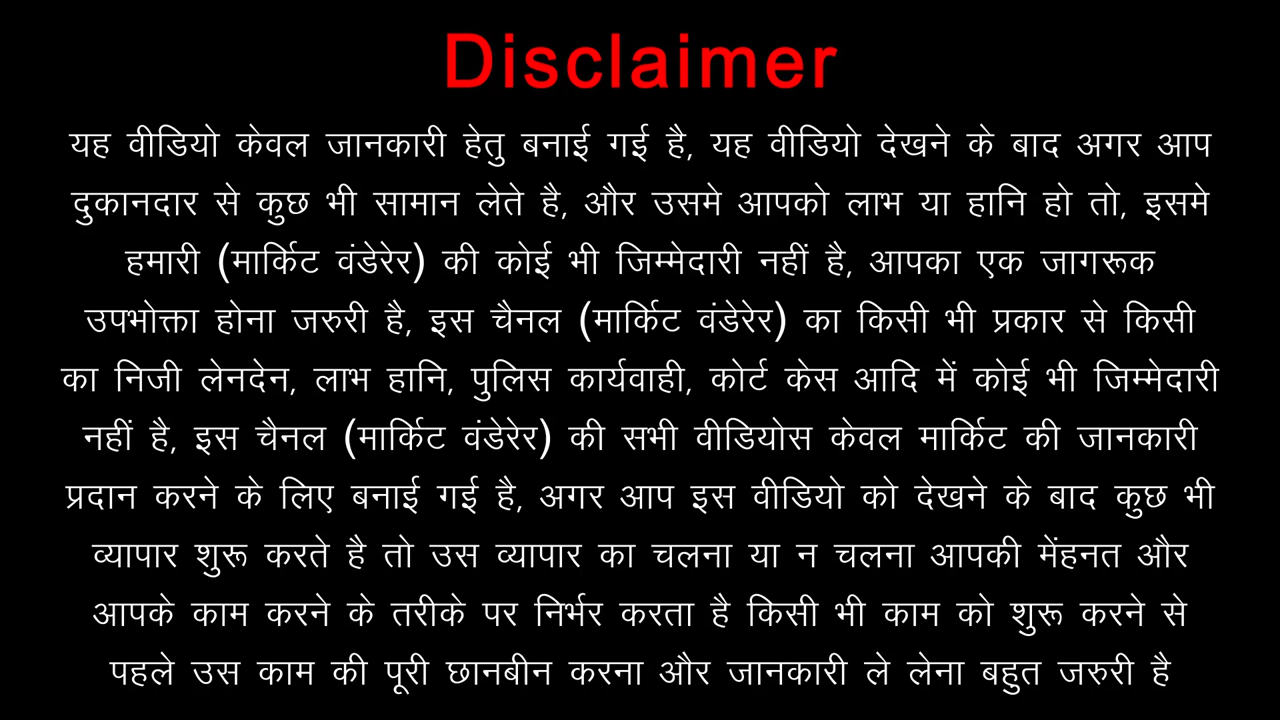 Disclaimer
यह वीडियो केवल जानकारी हेतु बनाई गई है, यह वीडियो देखने के बाद अगर आप
दुकानदार से कुछ भी सामान लेते है, और उसमे आपको लाभ या हानि हो तो, इसमे
हमारी (मार्किट वंडेरेर) की कोई भी जिम्मेदारी नहीं है, आपका एक जागरूक
उपभोक्ता होना जरुरी है, इस चैनल (मार्किट वंडेरेर) का किसी भी प्रकार से किसी
का निजी लेनदेन, लाभ हानि, पुलिस कार्यवाही, कोर्ट केस आदि में कोई भी जिम्मेदारी
नहीं है, इस चैनल (मार्किट वंडेरेर) की सभी वीडियोस केवल मार्किट की जानकारी
प्रदान करने के लिए बनाई गई है, अगर आप इस वीडियो को देखने के बाद कुछ भी
व्यापार शुरू करते है तो उस व्यापार का चलना या न चलना आपकी मेंहनत और
आपके काम करने के तरीके पर निर्भर करता है किसी भी काम को शुरू करने से
पहले उस काम की पूरी छानबीन करना और जानकारी ले लेना बहुत जरुरी है